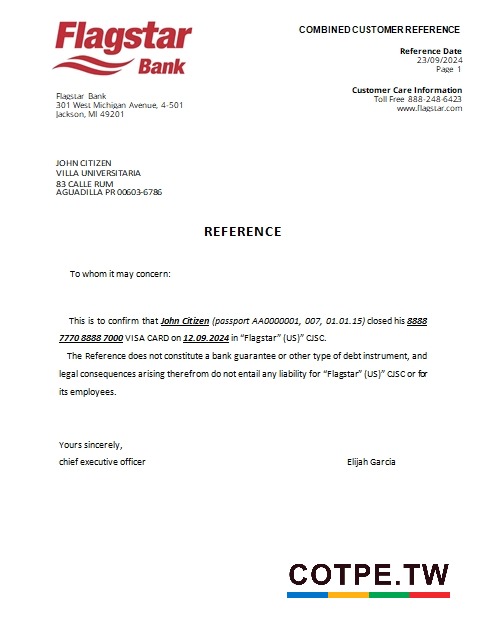 Flagstar
Bank
COMBINED CUSTOMER REFERENCE
Reference Date
23/09/2024
Page 1
Customer Care Information
Toll Free 888-248-6423
www.flagstar.com
Flagstar Bank
301 West Michigan Avenue, 4-501
Jackson, MI 49201
JOHN CITIZEN
VILLA UNIVERSITARIA
83 CALLE RUM
AGUADILLA PR 00603-6786
REFERENCE
To whom it may concern:
This is to confirm that John Citizen (passport AA0000001, 007, 01.01.15) closed his 8888
7770 8888 7000 VISA CARD on 12.09.2024 in “Flagstar” (US)” CJSC.
The Reference does not constitute a bank guarantee or other type of debt instrument, and
legal consequences arising therefrom do not entail any liability for “Flagstar” (US)” CJSC or for
its employees.
Yours sincerely,
chief executive officer Elijah Garcia
COTPE.TW